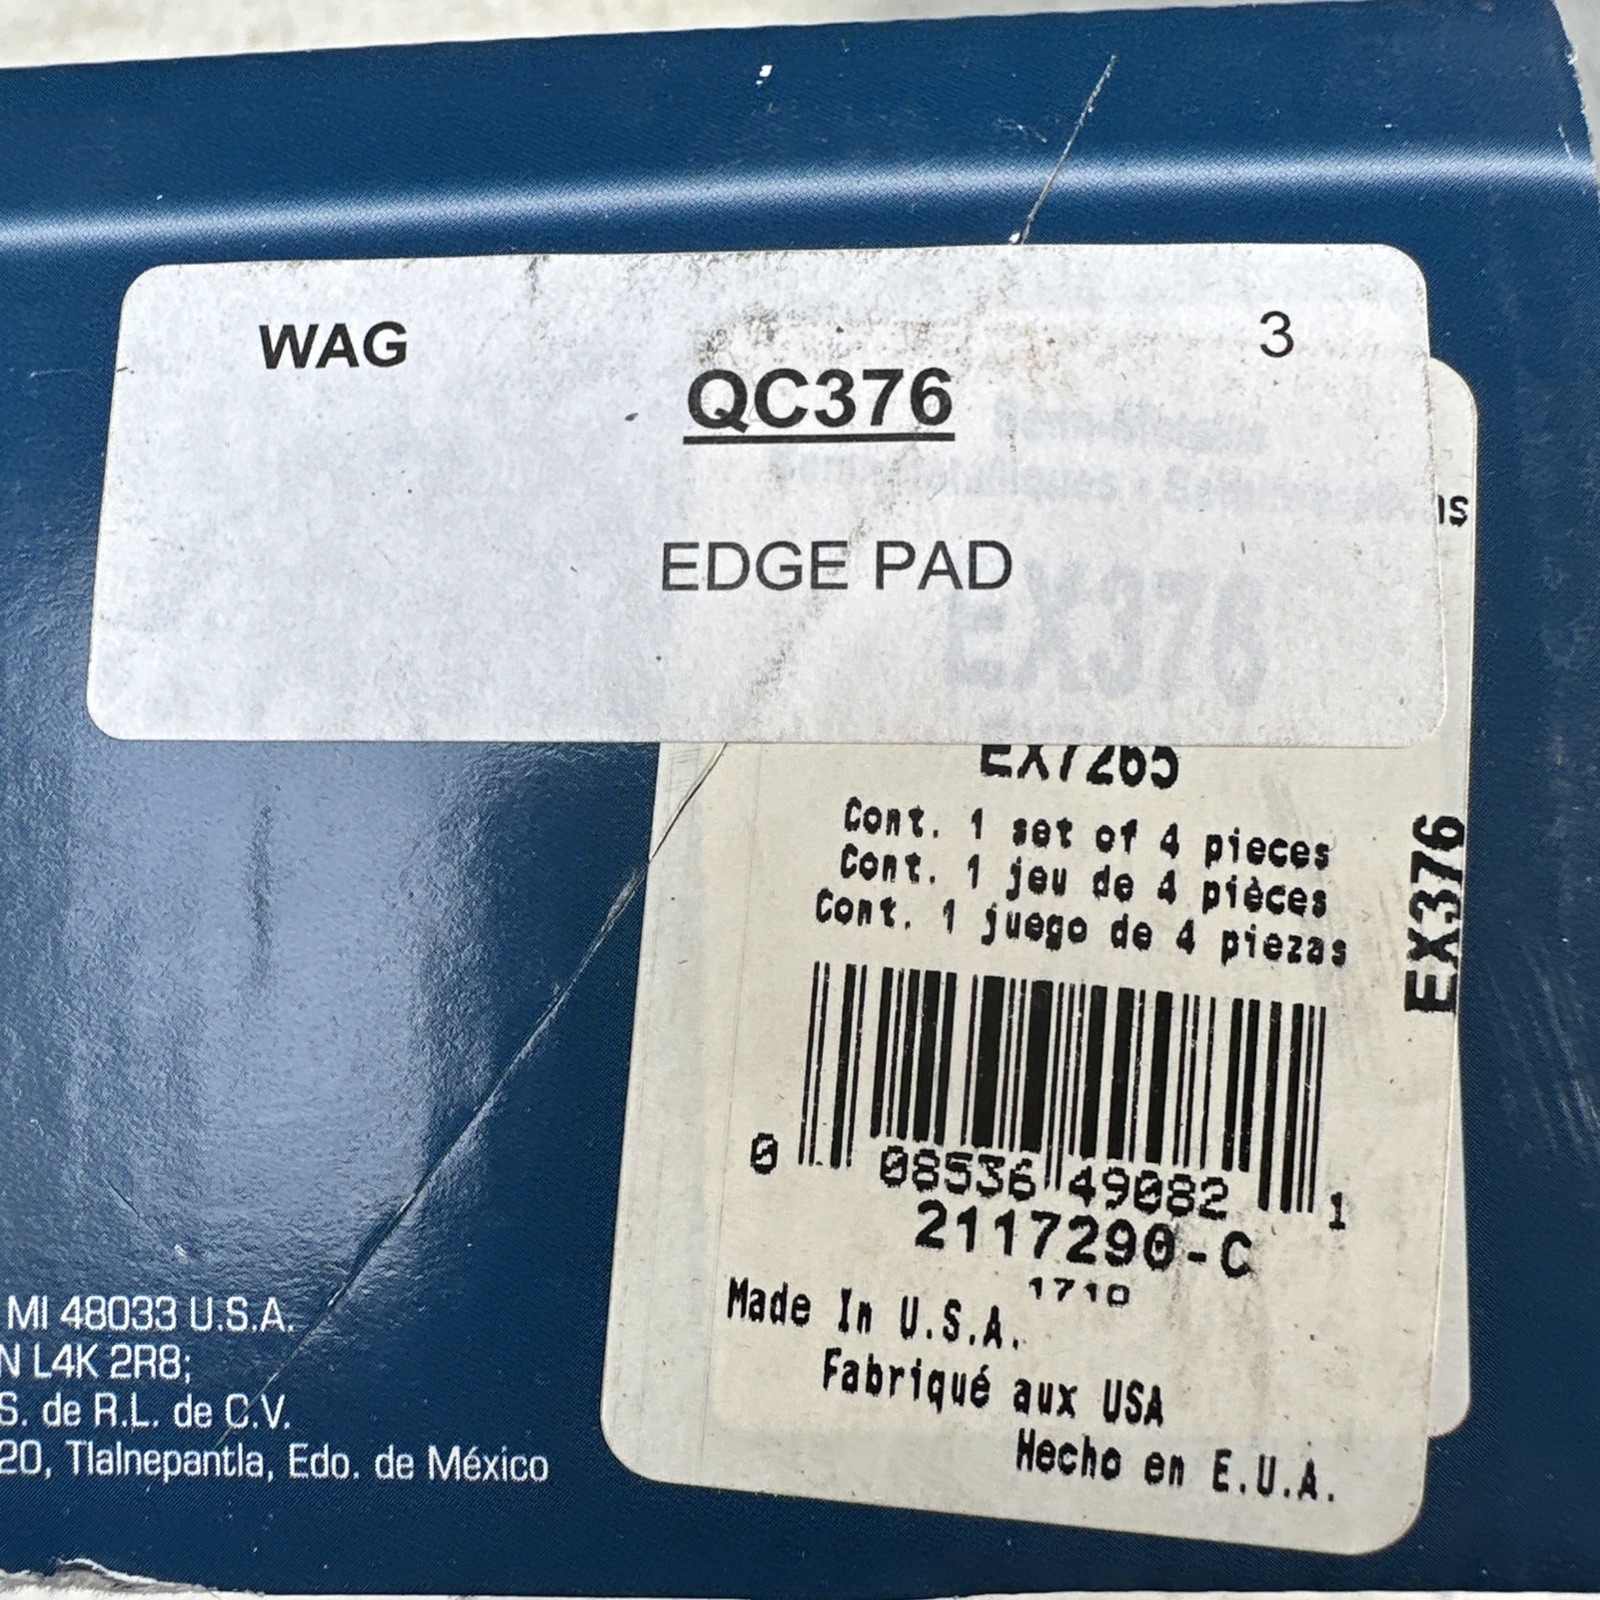 WAG
3
QC376
EDGE PAD
EX376
EX7265
Cont. 1 set of 4 pieces
Cont. 1 jeu de 4 pièces
Cont. 1 juego de 4 piezas
EX376
0 08536 49082 1
2117290-C
1710
Made In U.S.A.
Fabriqué aux USA
Hecho en E.U.A.
MI 48033 U.S.A.
N L4K 2R8;
S. de R.L. de C.V.
20, Tlalnepantla, Edo. de México